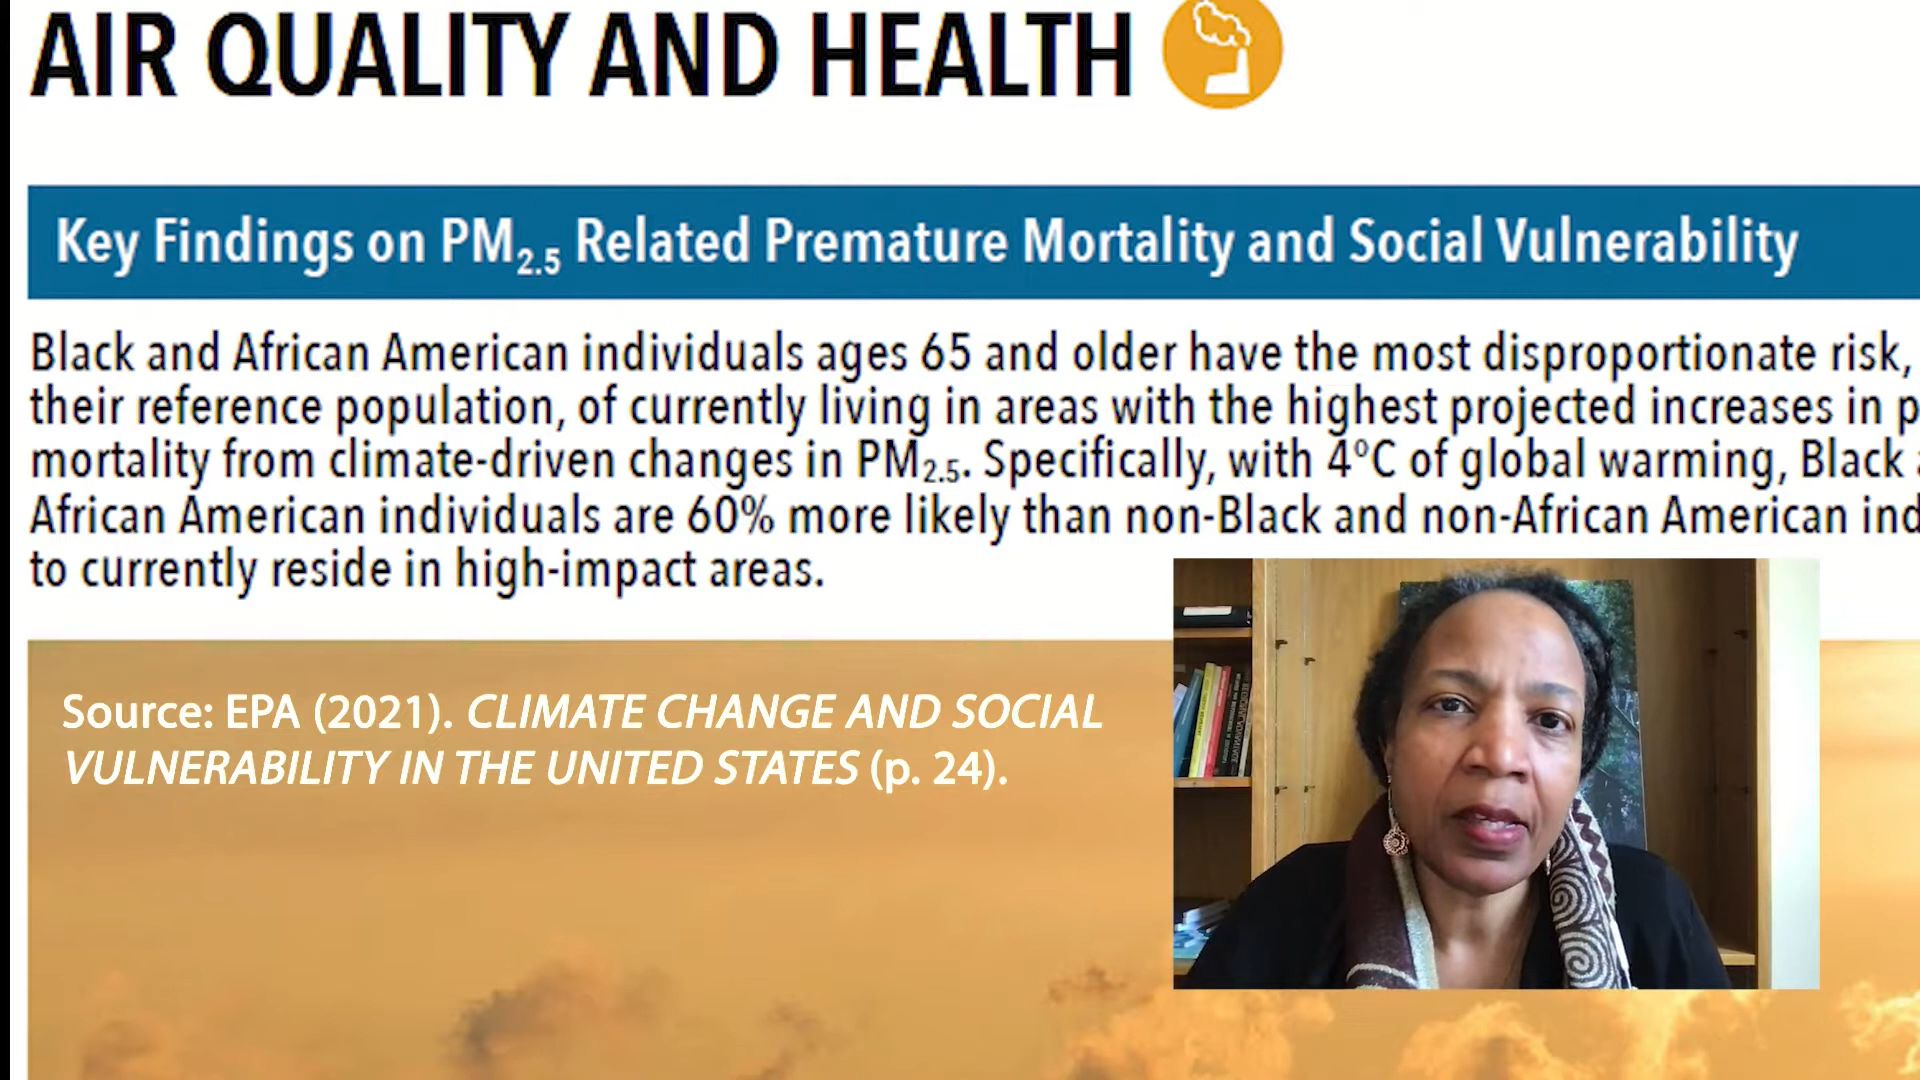 AIR QUALITY AND HEALTH
Key Findings on PM2.5 Related Premature Mortality and Social Vulnerability
Black and African American individuals ages 65 and older have the most disproportionate risk,
their reference population, of currently living in areas with the highest projected increases in p
mortality from climate-driven changes in PM2.5. Specifically, with 4°C of global warming, Black
African American individuals are 60% more likely than non-Black and non-African American ind
to currently reside in high-impact areas.
Source: EPA (2021). CLIMATE CHANGE AND SOCIAL
VULNERABILITY IN THE UNITED STATES (p. 24).